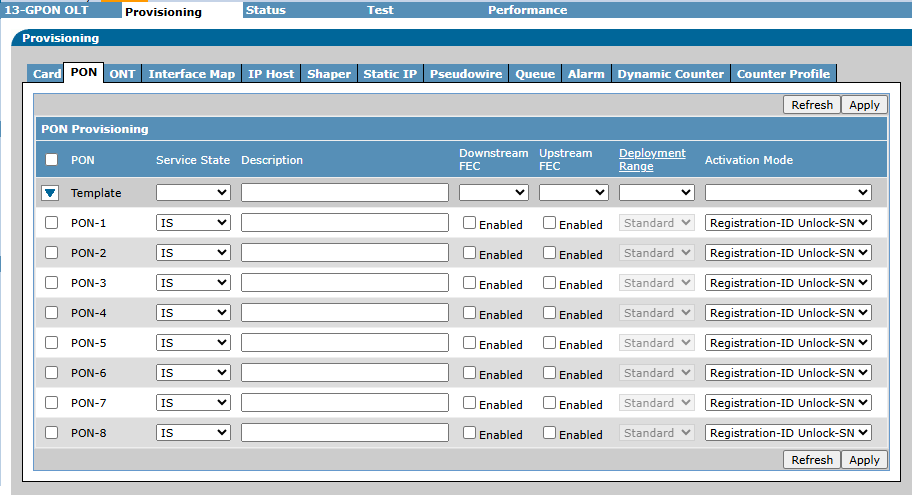 13-GPON OLT Provisioning Status Test Performance
Provisioning
Card PON ONT Interface Map IP Host Shaper Static IP Pseudowire Queue Alarm Dynamic Counter Counter Profile
Refresh Apply
PON Provisioning
PON Service State Description Downstream FEC Upstream FEC Deployment Range Activation Mode
Template
PON-1 IS Enabled Enabled Standard Registration-ID Unlock-SN
PON-2 IS Enabled Enabled Standard Registration-ID Unlock-SN
PON-3 IS Enabled Enabled Standard Registration-ID Unlock-SN
PON-4 IS Enabled Enabled Standard Registration-ID Unlock-SN
PON-5 IS Enabled Enabled Standard Registration-ID Unlock-SN
PON-6 IS Enabled Enabled Standard Registration-ID Unlock-SN
PON-7 IS Enabled Enabled Standard Registration-ID Unlock-SN
PON-8 IS Enabled Enabled Standard Registration-ID Unlock-SN
Refresh Apply